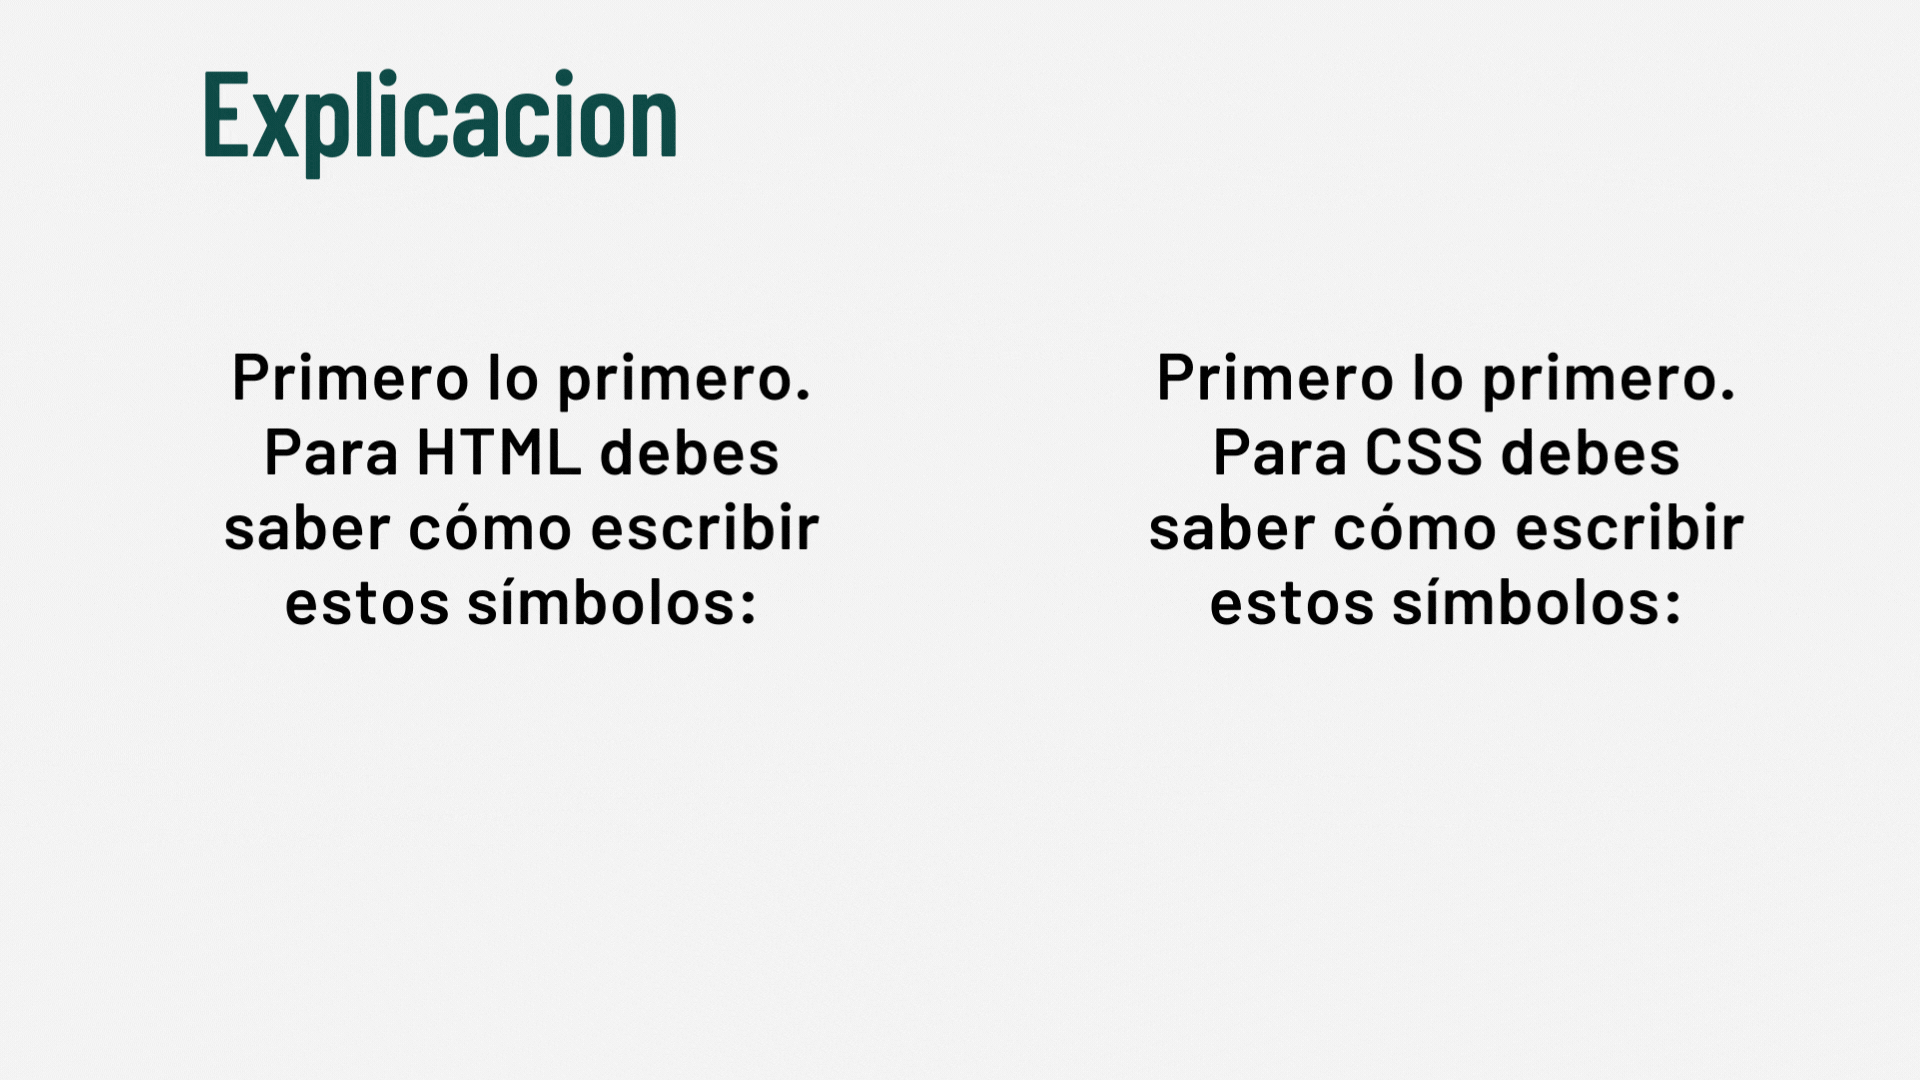 Explicacion
Primero lo primero.
Para HTML debes
saber cómo escribir
estos símbolos:
Primero lo primero.
Para CSS debes
saber cómo escribir
estos símbolos: